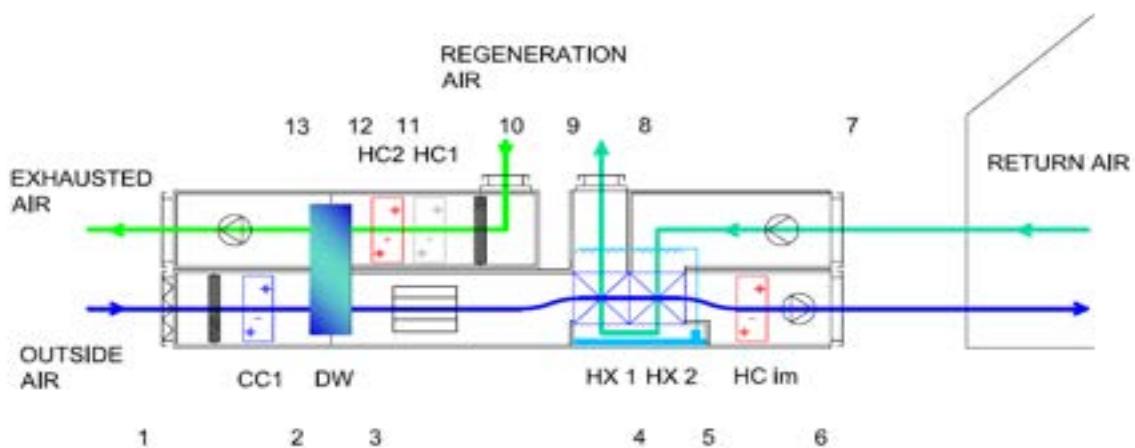 REGENERATION
AIR
13 12 11 10 9 8 7
HC2 HC1
RETURN AIR
EXHAUSTED
AIR
OUTSIDE
AIR
CC1 DW HX 1 HX 2 HC im
1 2 3 4 5 6